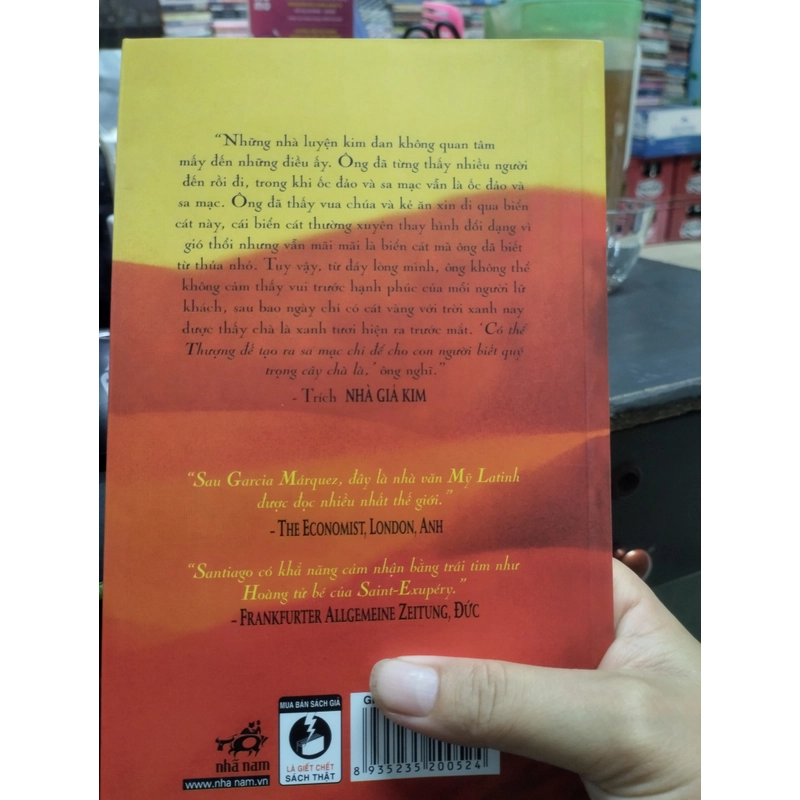 “Những nhà luyện kim đan không quan tâm
mấy đến những điều ấy. Ông đã từng thấy nhiều người
đến rồi đi, trong khi ốc đảo và sa mạc vẫn là ốc đảo và
sa mạc. Ông đã thấy vua chúa và kẻ ăn xin đi qua biển
cát này, cái biển cát thường xuyên thay hình đổi dạng vì
gió thổi nhưng vẫn mãi mãi là biển cát mà ông đã biết
từ thủa nhỏ. Tuy vậy, từ đáy lòng mình, ông không thể
không cảm thấy vui trước hạnh phúc của mỗi người lữ
khách, sau bao ngày chỉ có cát vàng với trời xanh nay
được thấy chà là xanh tươi hiện ra trước mắt. ‘Có thể
Thượng đế tạo ra sa mạc chỉ để cho con người biết quý
trọng cây chà là,’ ông nghĩ.”
- Trích NHÀ GIẢ KIM
“Sau Garcia Márquez, đây là nhà văn Mỹ Latinh
được đọc nhiều nhất thế giới.”
- THE ECONOMIST, LONDON, ANH
“Santiago có khả năng cảm nhận bằng trái tim như
Hoàng tử bé của Saint-Exupéry.”
- FRANKFURTER ALLGEMEINE ZEITUNG, ĐỨC
nhã nam
www.nhanam.vn
MUA BÁN SÁCH GIẢ
LÀ GIẾT CHẾT
SÁCH THẬT
8 935235 200524